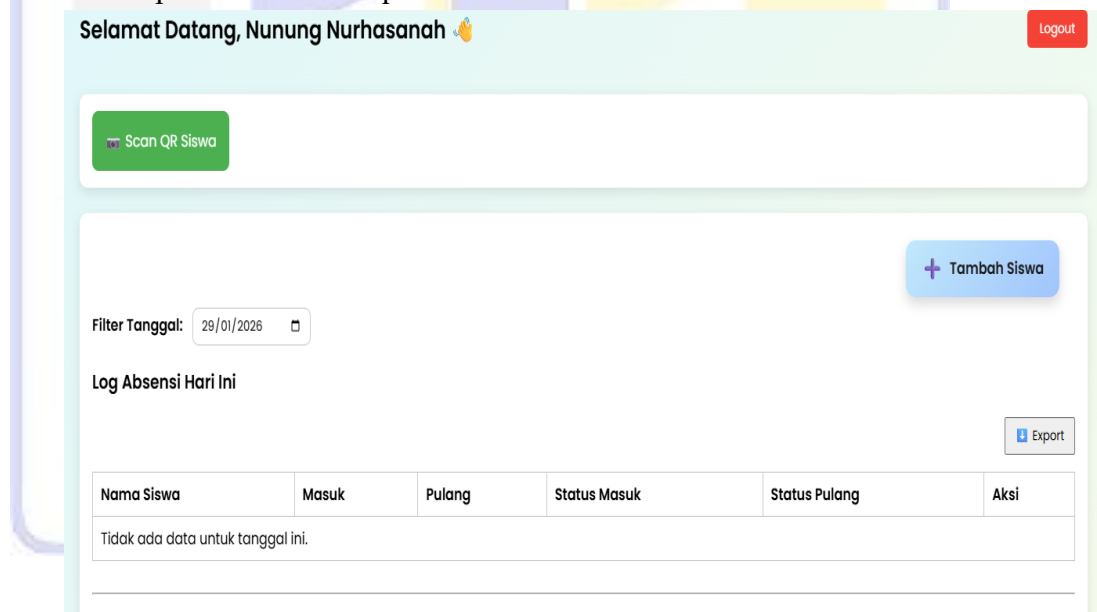 Selamat Datang, Nunung Nurhasanah 👋
Logout
📷 Scan QR Siswa
➕ Tambah Siswa
Filter Tanggal: 29/01/2026
Log Absensi Hari Ini
⬇️ Export
Nama Siswa Masuk Pulang Status Masuk Status Pulang Aksi
Tidak ada data untuk tanggal ini.